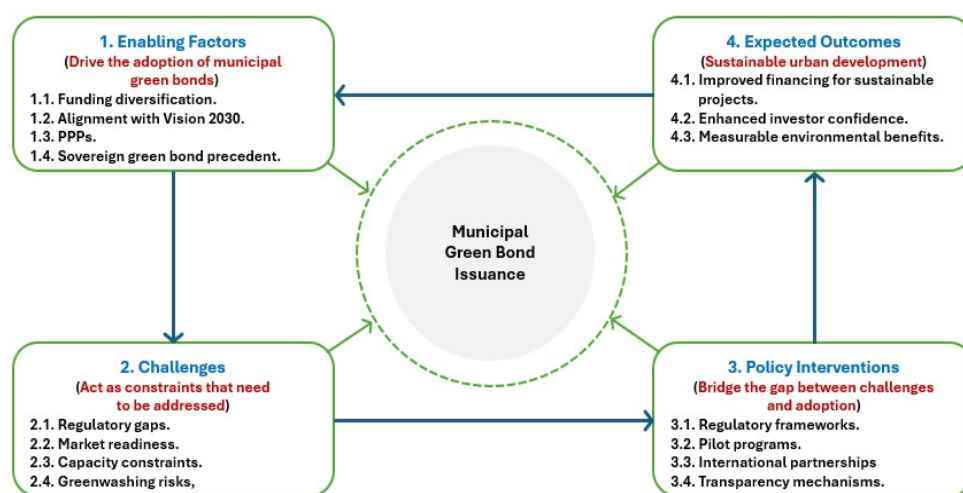 1. Enabling Factors
(Drive the adoption of municipal
green bonds)
1.1. Funding diversification.
1.2. Alignment with Vision 2030.
1.3. PPPs.
1.4. Sovereign green bond precedent.
4. Expected Outcomes
(Sustainable urban development)
4.1. Improved financing for sustainable
projects.
4.2. Enhanced investor confidence.
4.3. Measurable environmental benefits.
Municipal
Green Bond
Issuance
2. Challenges
(Act as constraints that need
to be addressed)
2.1. Regulatory gaps.
2.2. Market readiness.
2.3. Capacity constraints.
2.4. Greenwashing risks,
3. Policy Interventions
(Bridge the gap between challenges
and adoption)
3.1. Regulatory frameworks.
3.2. Pilot programs.
3.3. International partnerships
3.4. Transparency mechanisms.